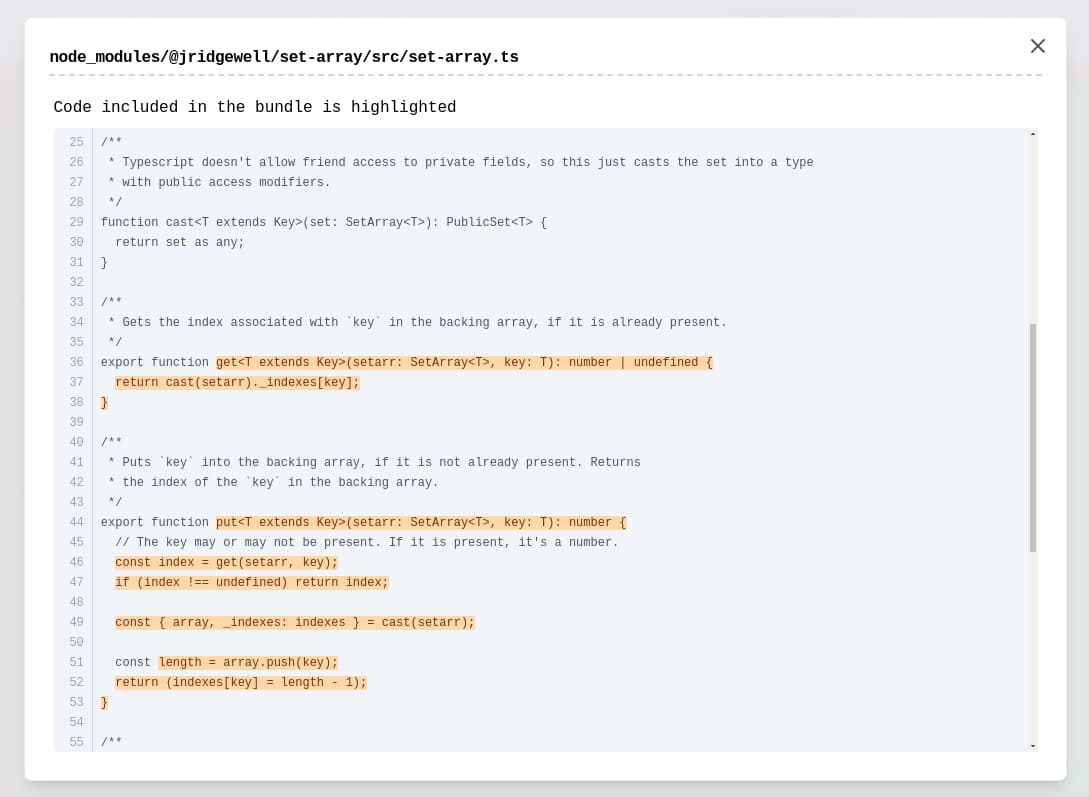 node_modules/@jridgewell/set-array/src/set-array.ts
Code included in the bundle is highlighted
25 /**
26  * Typescript doesn't allow friend access to private fields, so this just casts the set into a type
27  * with public access modifiers.
28  */
29 function cast<T extends Key>(set: SetArray<T>): PublicSet<T> {
30   return set as any;
31 }
32
33 /**
34  * Gets the index associated with `key` in the backing array, if it is already present.
35  */
36 export function get<T extends Key>(setarr: SetArray<T>, key: T): number | undefined {
37   return cast(setarr)._indexes[key];
38 }
39
40 /**
41  * Puts `key` into the backing array, if it is not already present. Returns
42  * the index of the `key` in the backing array.
43  */
44 export function put<T extends Key>(setarr: SetArray<T>, key: T): number {
45   // The key may or may not be present. If it is present, it's a number.
46   const index = get(setarr, key);
47   if (index !== undefined) return index;
48
49   const { array, _indexes: indexes } = cast(setarr);
50
51   const length = array.push(key);
52   return (indexes[key] = length - 1);
53 }
54
55 /**